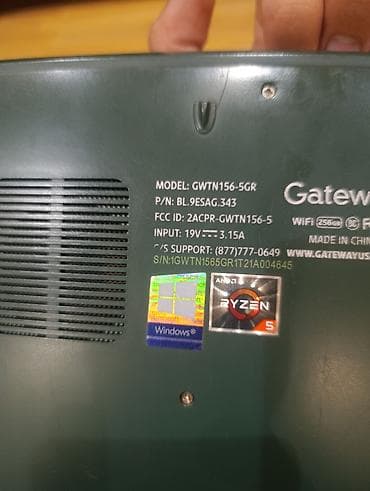 MODEL: GWTN156-5GR
P/N: BL.9ESAG.343
FCC ID: 2ACPR-GWTN156-5
INPUT: 19V⎓3.15A
C/S SUPPORT: (877)777-0649
S/N:1GWTN1565GR1T21A004645
Gatew
WiFi 256GB
MADE IN CHIN
WWW.GATEWAYUS
Windows®
AMD
RYZEN
5